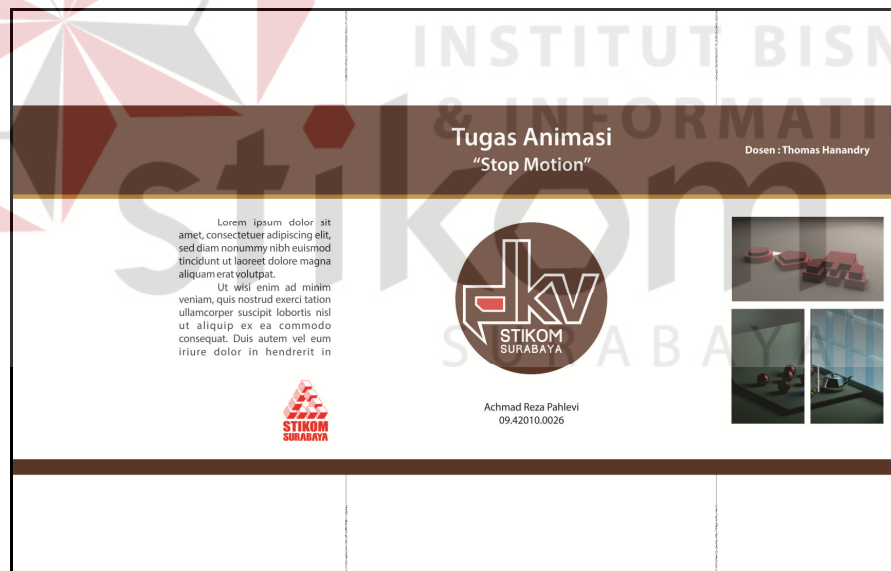 INSTITUT BISN
& INFORMATI
stikom
SURABAYA
Tugas Animasi
“Stop Motion”
Dosen : Thomas Hanandry
Lorem ipsum dolor sit
amet, consectetuer adipiscing elit,
sed diam nonummy nibh euismod
tincidunt ut laoreet dolore magna
aliquam erat volutpat.
Ut wisi enim ad minim
veniam, quis nostrud exerci tation
ullamcorper suscipit lobortis nisl
ut aliquip ex ea commodo
consequat. Duis autem vel eum
iriure dolor in hendrerit in
STIKOM
SURABAYA
dkv
STIKOM
SURABAYA
Achmad Reza Pahlevi
09.42010.0026